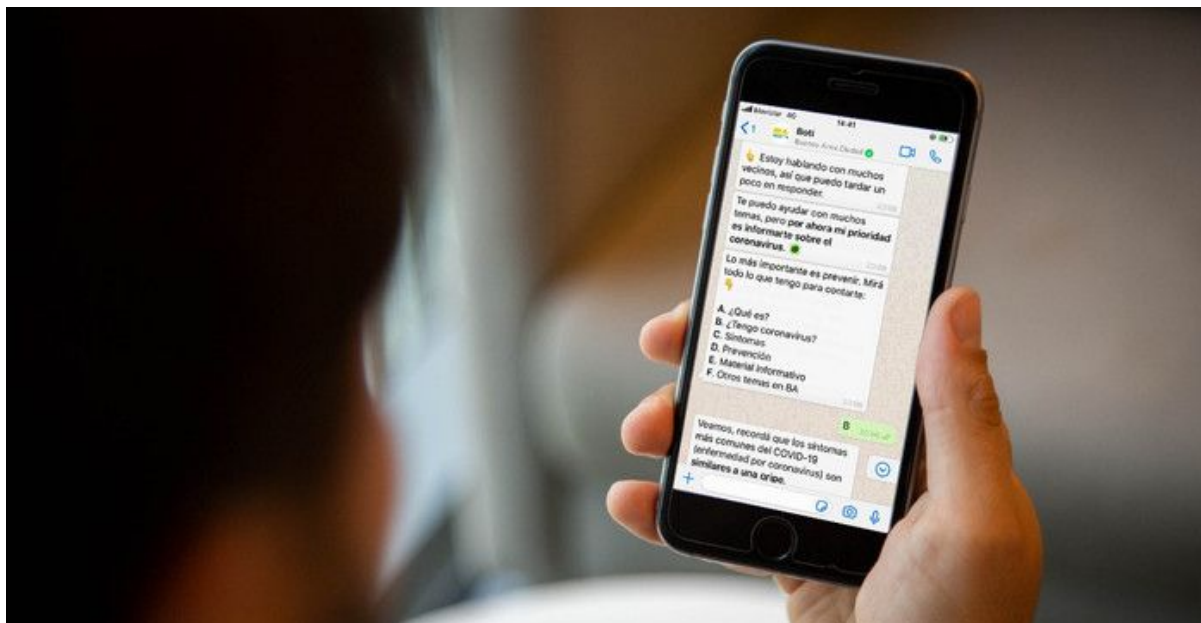 Movistar 4G 14:41
1 Boti
Buenos Aires Ciudad
👆 Estoy hablando con muchos
vecinos, así que puedo tardar un
poco en responder.
Te puedo ayudar con muchos
temas, pero por ahora mi prioridad
es informarte sobre el
coronavirus.
Lo más importante es prevenir. Mirá
todo lo que tengo para contarte:
👇
A. ¿Qué es?
B. ¿Tengo coronavirus?
C. Síntomas
D. Prevención
E. Material informativo
F. Otros temas en BA
B
Veamos, recordá que los síntomas
más comunes del COVID-19
(enfermedad por coronavirus) son
similares a una gripe.